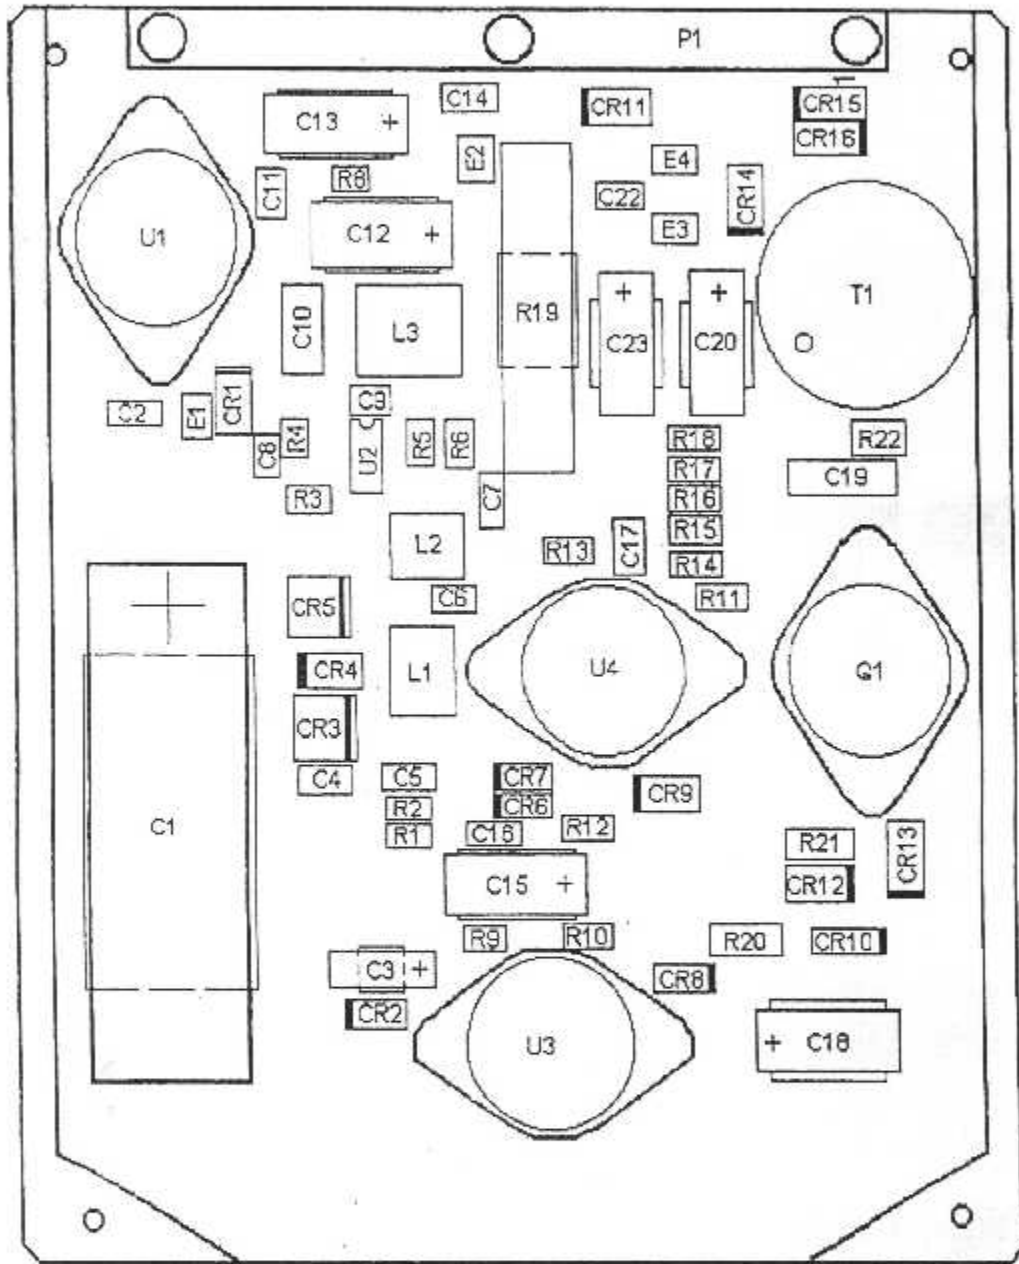 P1
C14
CR11
CR15
C13 +
CR16
E2
E4
C11
R8
C22
CR14
C12 +
E3
U1
T1
+
+
C10
L3
R19
C23
C20
CR1
C2
E1
C9
C8
R4
U2
R5
R6
R18
R22
R17
C19
R3
C7
R16
R15
L2
R13
C17
R14
CR5
C6
R11
CR4
L1
U4
Q1
CR3
C4
C5
CR7
CR9
R2
CR6
C1
R1
C16
R12
R21
CR13
C15 +
CR12
R9
R10
R20
CR10
C3 +
CR8
CR2
U3
+ C18